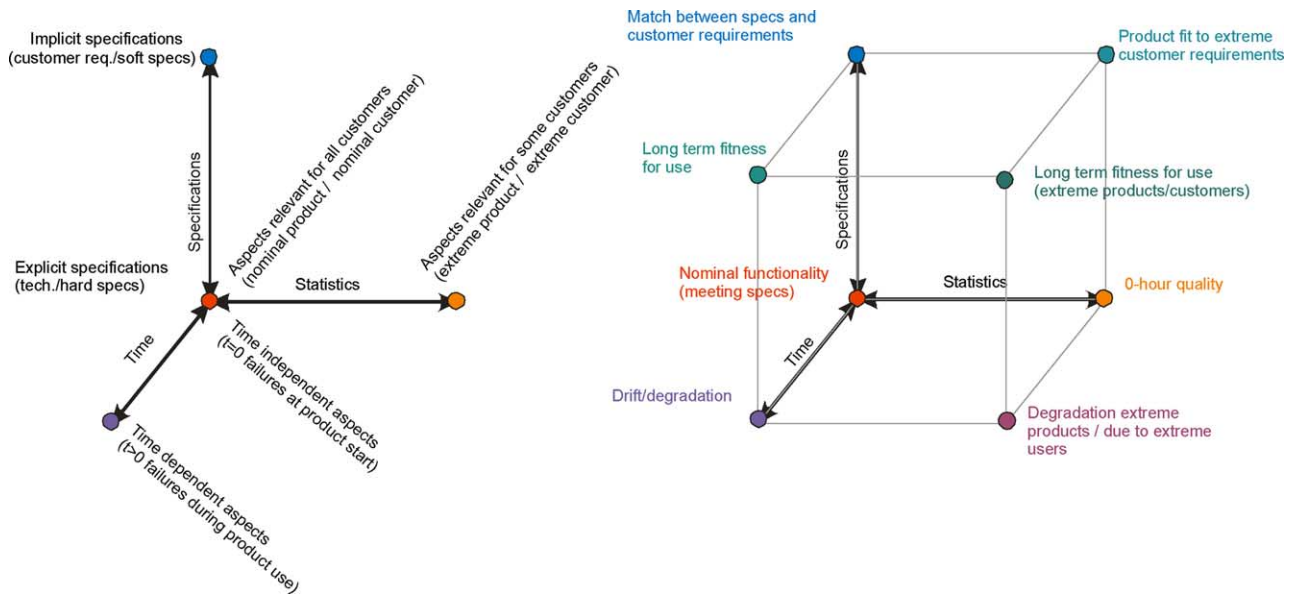 Implicit specifications
(customer req./soft specs)
Specifications
Aspects relevant for all customers
(nominal product / nominal customer)
Aspects relevant for some customers
(extreme product / extreme customer)
Explicit specifications
(tech./hard specs)
Statistics
Time
Time independent aspects
(t=0 failures at product start)
Time dependent aspects
(t>0 failures during product use)
Match between specs and
customer requirements
Product fit to extreme
customer requirements
Long term fitness
for use
Long term fitness for use
(extreme products/customers)
Specifications
Nominal functionality
(meeting specs)
Statistics
0-hour quality
Time
Drift/degradation
Degradation extreme
products / due to extreme
users